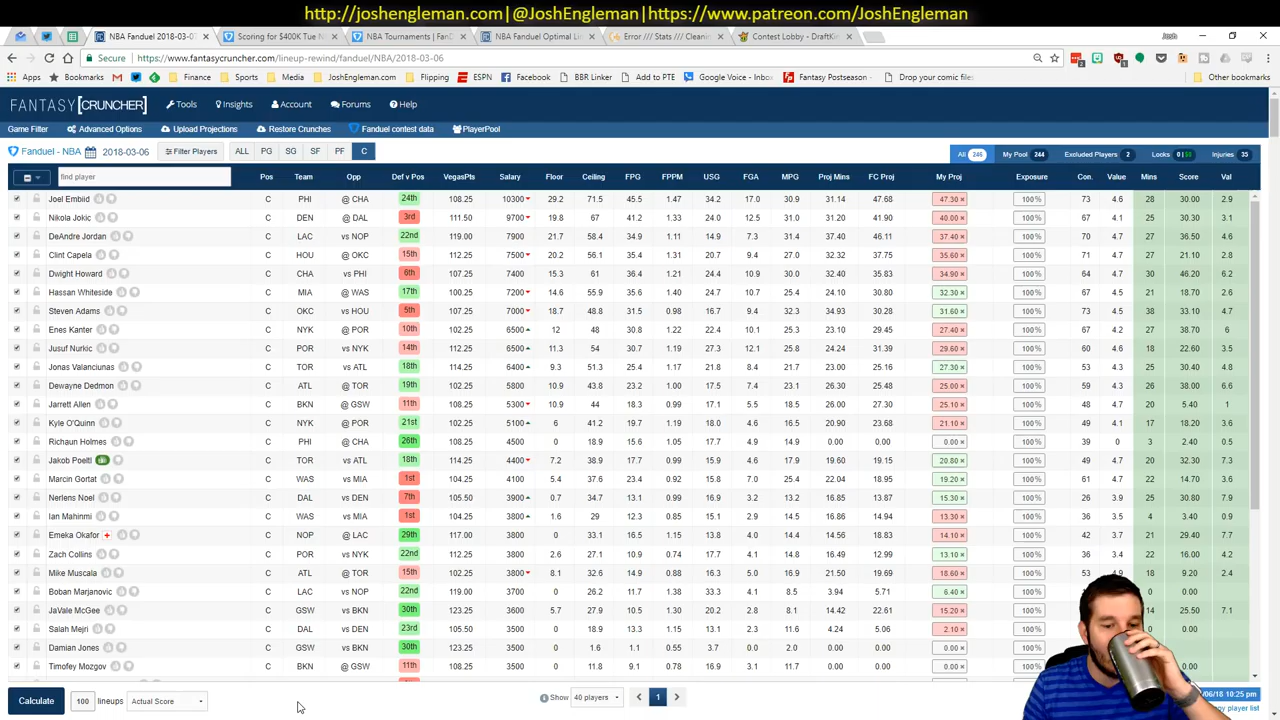 http://joshengleman.com|@JoshEngleman|https://www.patreon.com/JoshEngleman
NBA Fanduel 2018-03-0 × Scoring for $400K Tue N × NBA Tournaments | FanD × NBA Fanduel Optimal Lin × Error /// Stats /// Cleanin × Contest Lobby — DraftKin × Josh
Secure https://www.fantasycruncher.com/lineup-rewind/fanduel/NBA/2018-03-06
Apps Bookmarks Finance Sports Media JoshEngleman.com Flipping ESPN Facebook BBR Linker Add to PTE Google Voice - Inbox Fantasy Postseason Drop your comic files Other bookmarks
FANTASY [CRUNCHER] Tools Insights Account Forums Help
Game Filter Advanced Options Upload Projections Restore Crunches Fanduel contest data PlayerPool
Fanduel - NBA 2018-03-06 Filter Players ALL PG SG SF PF C All 246 My Pool 244 Excluded Players 2 Locks 0 Injuries 35
find player Pos Team Opp Def v Pos VegasPts Salary Floor Ceiling FPG FPPM USG FGA MPG Proj Mins FC Proj My Proj Exposure Con. Value Mins Score Val
Joel Embiid C PHI @ CHA 24th 108.25 10300 29.2 71.5 45.5 1.47 34.2 17.0 30.9 31.14 47.68 47.30 × 100% 73 4.6 28 30.00 2.9
Nikola Jokic C DEN @ DAL 3rd 111.50 9700 19.8 67 41.2 1.33 24.0 12.5 31.0 31.20 41.90 40.00 × 100% 67 4.1 25 30.30 3.1
DeAndre Jordan C LAC vs NOP 22nd 119.00 7900 21.7 58.4 34.9 1.11 14.9 7.3 31.4 37.40 46.11 37.40 × 100% 70 4.7 27 36.50 4.6
Clint Capela C HOU @ OKC 15th 112.25 7500 20.2 56.1 35.4 1.31 20.7 9.4 27.0 32.32 37.75 35.60 × 100% 71 4.7 27 21.10 2.8
Dwight Howard C CHA vs PHI 6th 107.25 7400 15.3 61 36.4 1.21 24.4 10.9 30.0 32.40 35.83 34.90 × 100% 64 4.7 30 46.20 6.2
Hassan Whiteside C MIA @ WAS 17th 100.25 7200 14.6 55.9 35.6 1.40 24.7 10.7 25.4 24.10 30.80 32.30 × 100% 67 4.5 21 18.70 2.6
Steven Adams C OKC vs HOU 5th 107.25 7000 18.7 48.8 31.5 0.98 16.7 9.4 32.3 34.93 30.28 31.60 × 100% 73 4.5 38 33.10 4.7
Enes Kanter C NYK @ POR 10th 102.25 6500 12 48 30.8 1.22 22.4 10.1 25.3 23.10 29.45 27.40 × 100% 67 4.2 27 38.70 6
Jusuf Nurkic C POR vs NYK 14th 112.25 6500 11.3 54 30.7 1.19 27.3 12.1 25.8 24.24 31.39 29.60 × 100% 60 4.6 18 22.60 3.5
Jonas Valanciunas C TOR vs ATL 18th 114.25 6400 9.3 51.3 25.4 1.17 21.8 8.4 21.7 23.00 25.16 27.30 × 100% 53 4.3 25 30.40 4.8
Dewayne Dedmon C ATL @ TOR 19th 102.25 5800 10.9 43.8 23.2 1.00 17.4 7.5 23.1 26.30 25.16 25.00 × 100% 59 4.3 26 38.00 6.6
Jarrett Allen C BKN @ GSW 11th 108.25 5300 10.9 44 18.3 0.99 17.1 5.5 18.5 26.00 27.30 25.10 × 100% 48 4.7 20 5.40 1
Kyle O'Quinn C NYK @ POR 21st 102.25 5100 6 41.2 19.7 1.17 18.0 4.6 16.5 20.90 23.68 21.10 × 100% 49 4.1 17 18.20 3.6
Richaun Holmes C PHI @ CHA 26th 108.25 4500 0 18.9 15.6 1.05 17.7 4.9 14.9 0.00 0.00 0.00 × 100% 39 0 3 2.40 0.5
Jakob Poeltl C TOR vs ATL 18th 114.25 4400 7.2 38.9 17.7 0.99 15.9 4.6 17.9 19.60 19.15 20.80 × 100% 50 4.7 20 32.30 7.3
Marcin Gortat C WAS vs MIA 1st 104.25 4100 5.4 37.6 23.4 0.92 15.8 7.0 25.4 22.04 18.95 19.20 × 100% 61 4.7 22 14.70 3.6
Nerlens Noel C DAL vs DEN 7th 105.50 3900 0.7 34.7 13.1 0.99 16.9 3.2 13.2 16.85 13.87 15.30 × 100% 26 3.9 21 30.80 7.9
Ian Mahinmi C WAS vs MIA 1st 104.25 3800 1.6 29 12.3 0.85 15.1 2.9 14.5 16.89 14.94 13.30 × 100% 36 3.5 4 3.40 0.9
Emeka Okafor C NOP @ LAC 29th 117.00 3800 0 33.1 16.5 1.15 13.8 4.0 14.4 14.56 18.83 14.10 × 100% 42 3.7 21 29.40 7.7
Zach Collins C POR vs NYK 22nd 112.25 3800 2.6 27.1 10.9 0.74 17.7 4.1 14.8 16.49 12.99 13.10 × 100% 36 3.4 22 16.00 4.2
Mike Muscala C ATL @ TOR 15th 102.25 3800 8.1 32.6 14.9 0.88 16.3 5.0 16.9 21.50 19.69 18.60 × 100% 53 4.9 18 9.20 2.4
Boban Marjanovic C LAC vs NOP 22nd 119.00 3700 0 26.2 11.7 1.38 33.3 5.7 8.5 3.94 5.71 6.40 × 100% 0 0.00
JaVale McGee C GSW vs BKN 30th 123.25 3600 5.7 27.9 10.5 1.30 20.2 2.8 8.1 14.42 22.61 15.20 × 100% 14 25.50 7.1
Salah Mejri C DAL vs DEN 23rd 105.50 3500 0 18.9 13.3 1.15 13.1 2.3 11.6 4.24 5.06 2.10 × 100% 0 0.00
Damian Jones C GSW vs BKN 30th 123.25 3500 0 1.6 1.1 0.55 3.7 0.0 2.0 0.00 0.00 0.00 × 100%
Timofey Mozgov C BKN @ GSW 11th 108.25 3500 0 11.8 9.1 0.78 16.9 3.1 11.7 0.00 0.00 0.00 × 100% 0.00
Calculate 100 lineups Actual Score Show 40 players 1 /06/18 10:25 pm
py player list